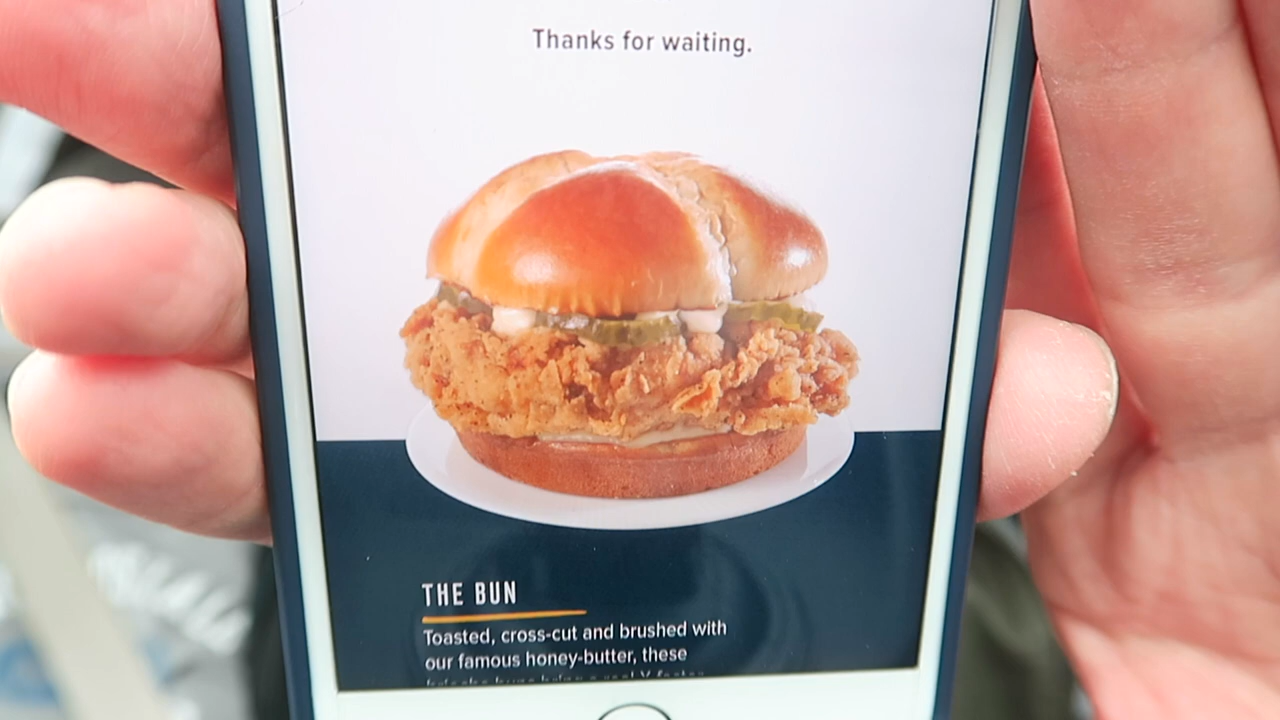 Thanks for waiting.
THE BUN
Toasted, cross-cut and brushed with
our famous honey-butter, these